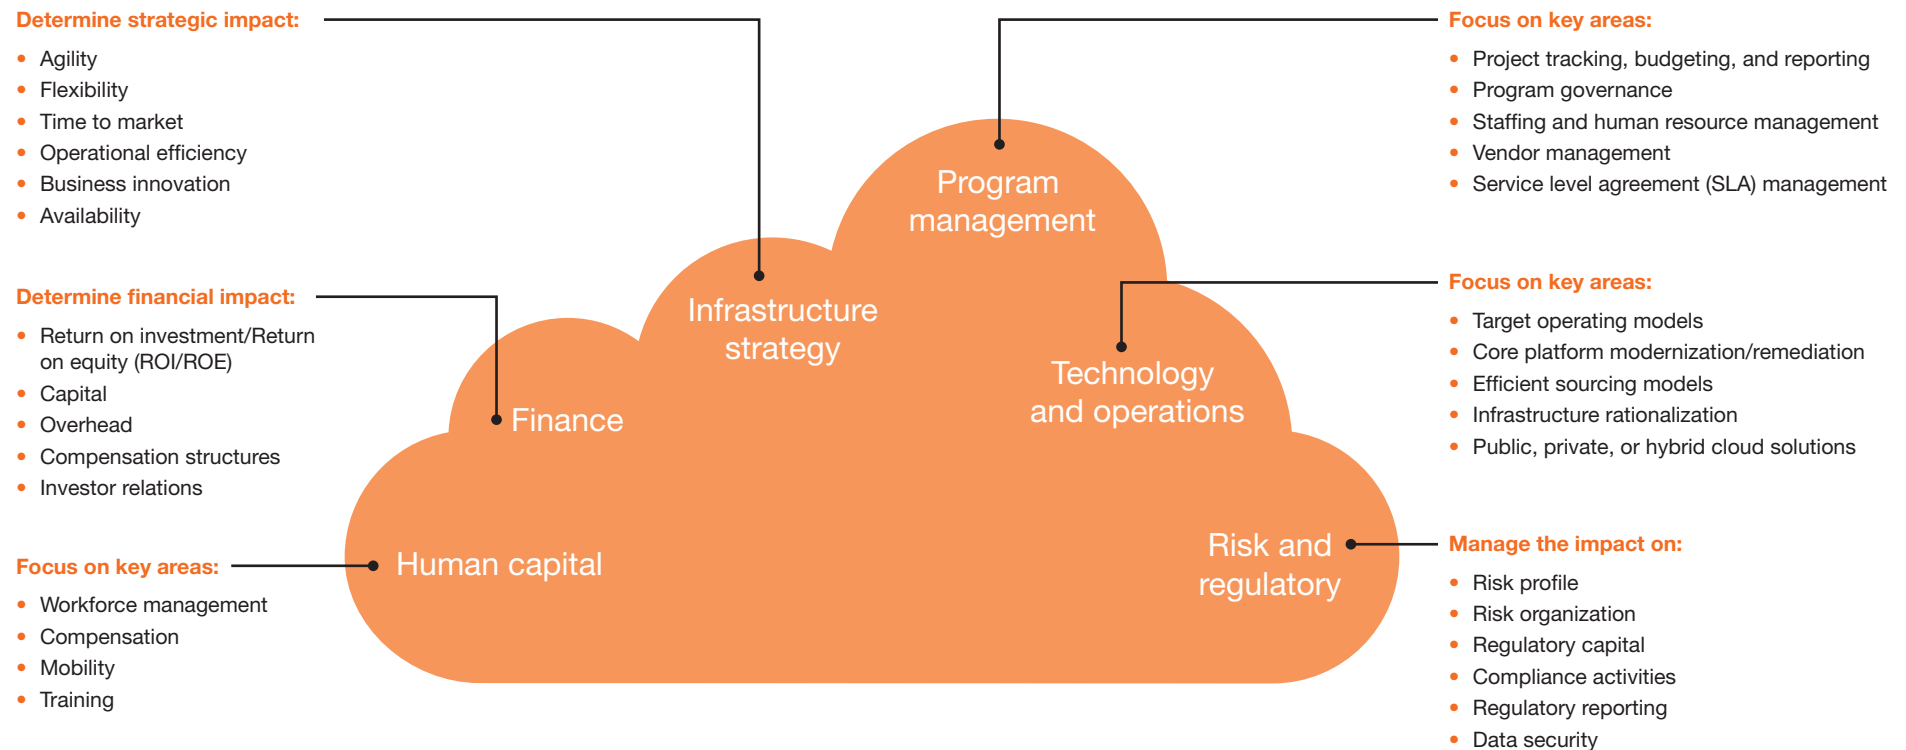 Determine strategic impact:
• Agility
• Flexibility
• Time to market
• Operational efficiency
• Business innovation
• Availability
Determine financial impact:
• Return on investment/Return
on equity (ROI/ROE)
• Capital
• Overhead
• Compensation structures
• Investor relations
Focus on key areas:
• Workforce management
• Compensation
• Mobility
• Training
Program
management
Infrastructure
strategy
Technology
and operations
Finance
Human capital
Risk and
regulatory
Focus on key areas:
• Project tracking, budgeting, and reporting
• Program governance
• Staffing and human resource management
• Vendor management
• Service level agreement (SLA) management
Focus on key areas:
• Target operating models
• Core platform modernization/remediation
• Efficient sourcing models
• Infrastructure rationalization
• Public, private, or hybrid cloud solutions
Manage the impact on:
• Risk profile
• Risk organization
• Regulatory capital
• Compliance activities
• Regulatory reporting
• Data security